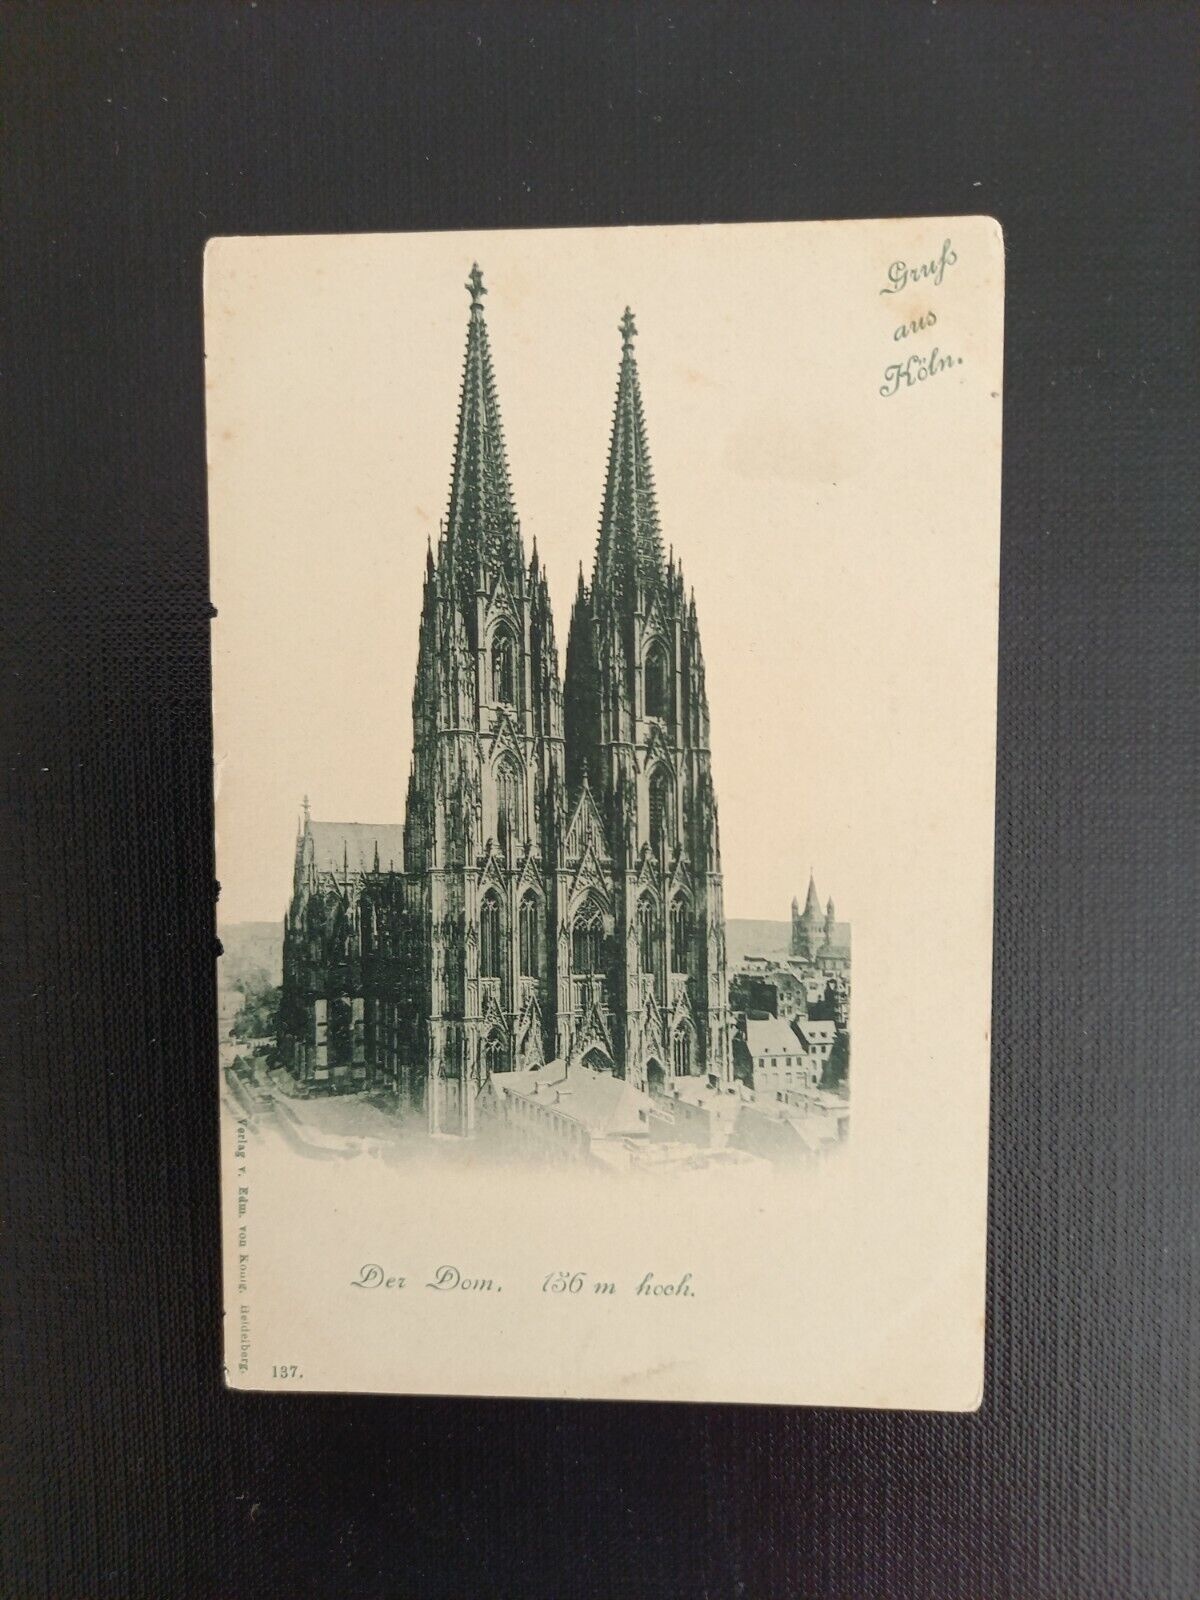 Gruß
aus
Köln.
Der Dom. 156 m hoch.
Verlag v. Edm. von König, Heidelberg.
137.